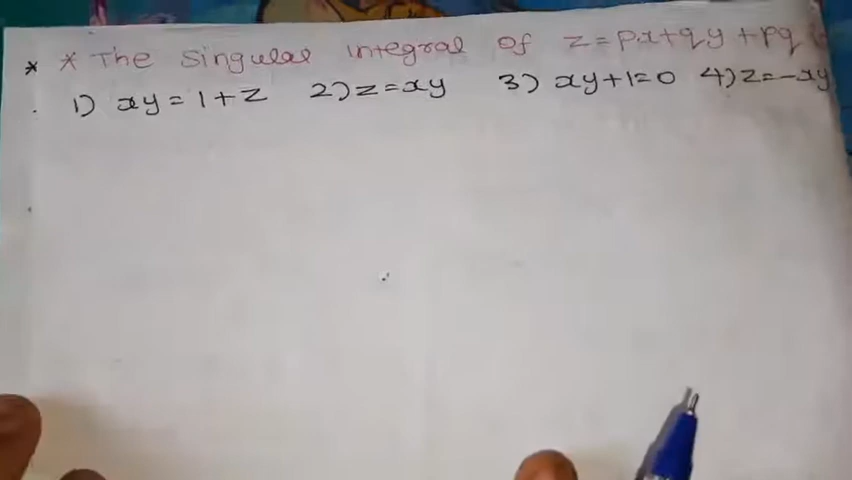 * * The singular integral of z=px+qy+pq
1) xy=1+z 2) z=xy 3) xy+1=0 4) z=-xy